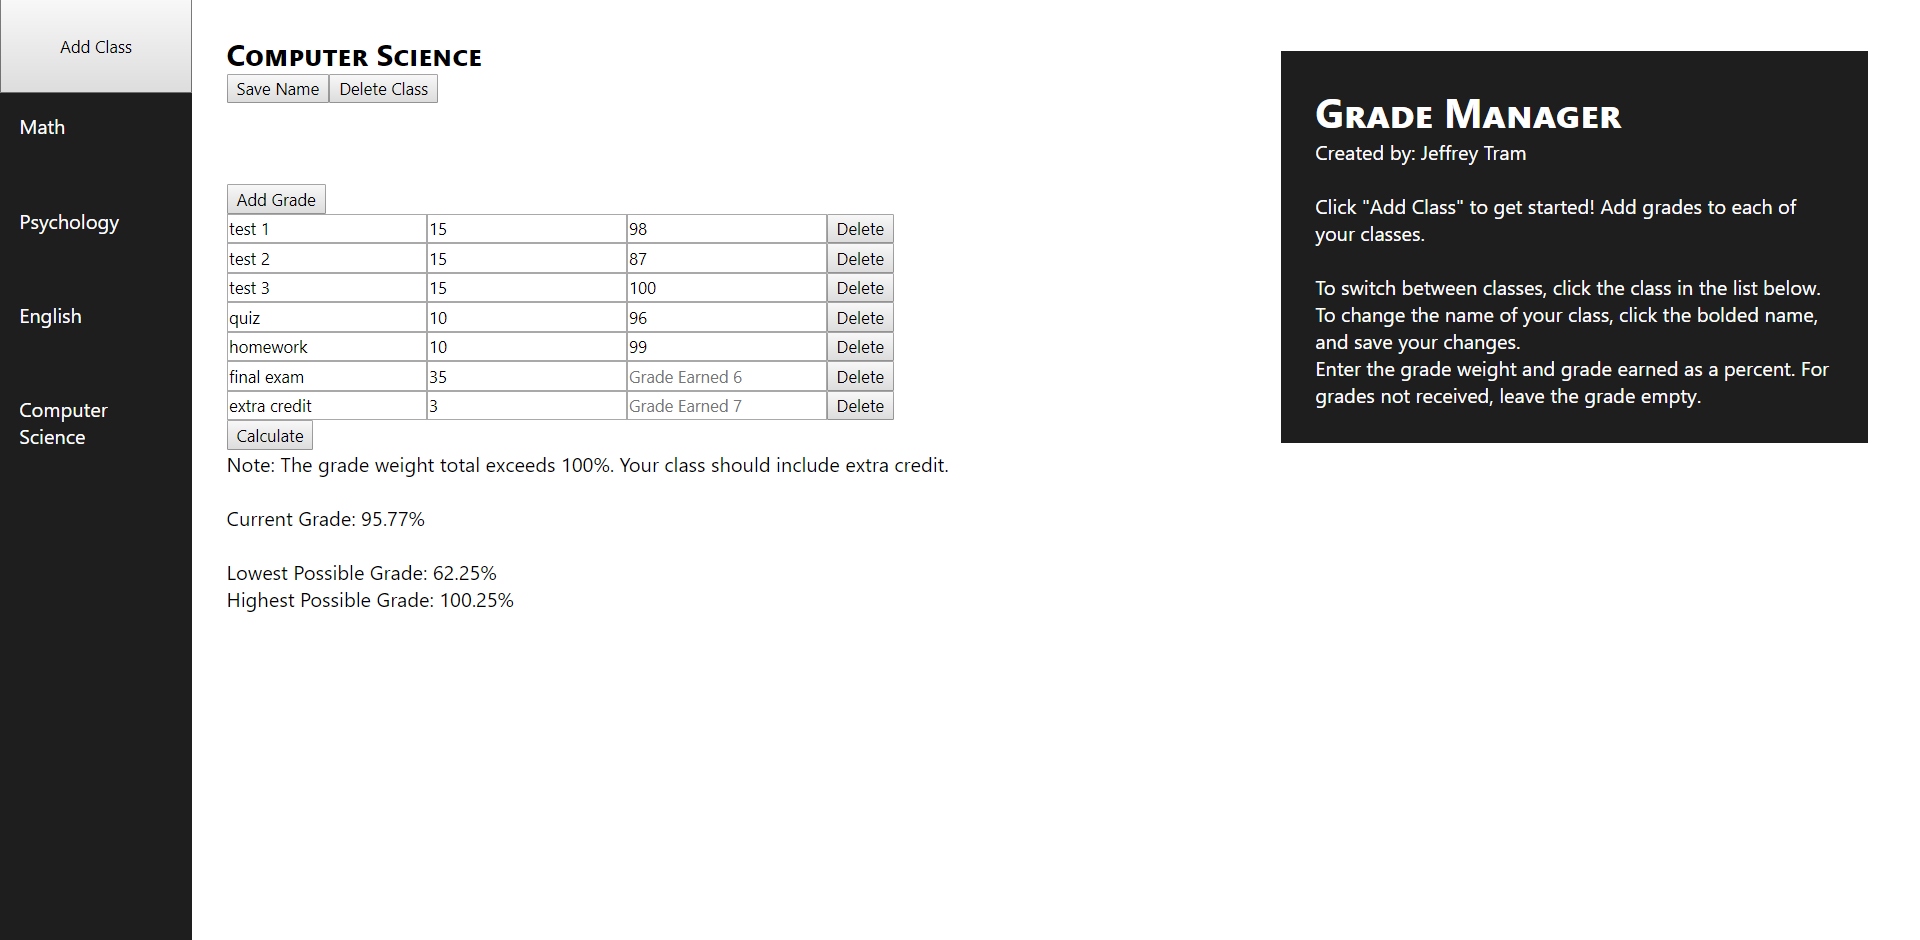 Add Class
Math
Psychology
English
Computer
Science
Computer Science
Save Name Delete Class
Add Grade
test 1 15 98 Delete
test 2 15 87 Delete
test 3 15 100 Delete
quiz 10 96 Delete
homework 10 99 Delete
final exam 35 Grade Earned 6 Delete
extra credit 3 Grade Earned 7 Delete
Calculate
Note: The grade weight total exceeds 100%. Your class should include extra credit.
Current Grade: 95.77%
Lowest Possible Grade: 62.25%
Highest Possible Grade: 100.25%
Grade Manager
Created by: Jeffrey Tram
Click "Add Class" to get started! Add grades to each of
your classes.
To switch between classes, click the class in the list below.
To change the name of your class, click the bolded name,
and save your changes.
Enter the grade weight and grade earned as a percent. For
grades not received, leave the grade empty.